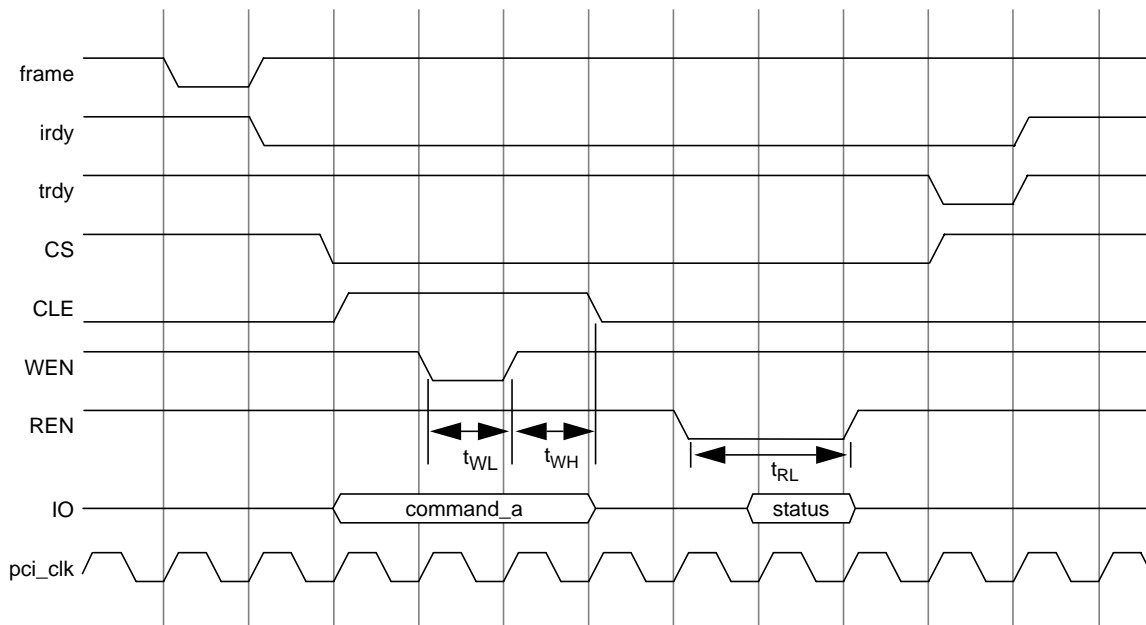 frame
irdy
trdy
CS
CLE
WEN
REN
tWL
tWH
tRL
IO
command_a
status
pci_clk